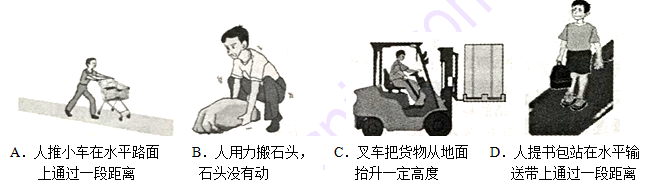 A．人推小车在水平路面
上通过一段距离
B．人用力搬石头，
石头没有动
C．叉车把货物从地面
抬升一定高度
D．人提书包站在水平输
送带上通过一段距离